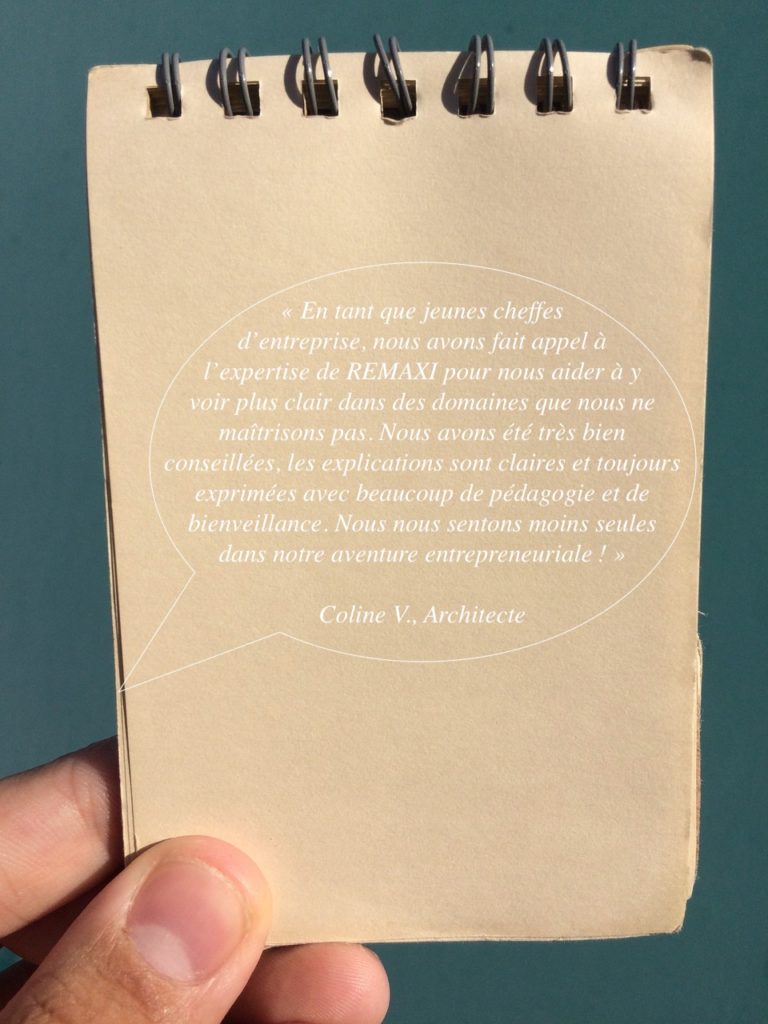 « En tant que jeunes cheffes
d’entreprise, nous avons fait appel à
l’expertise de REMAXI pour nous aider à y
voir plus clair dans des domaines que nous ne
maîtrisons pas. Nous avons été très bien
conseillées, les explications sont claires et toujours
exprimées avec beaucoup de pédagogie et de
bienveillance. Nous nous sentons moins seules
dans notre aventure entrepreneuriale ! »
Coline V., Architecte